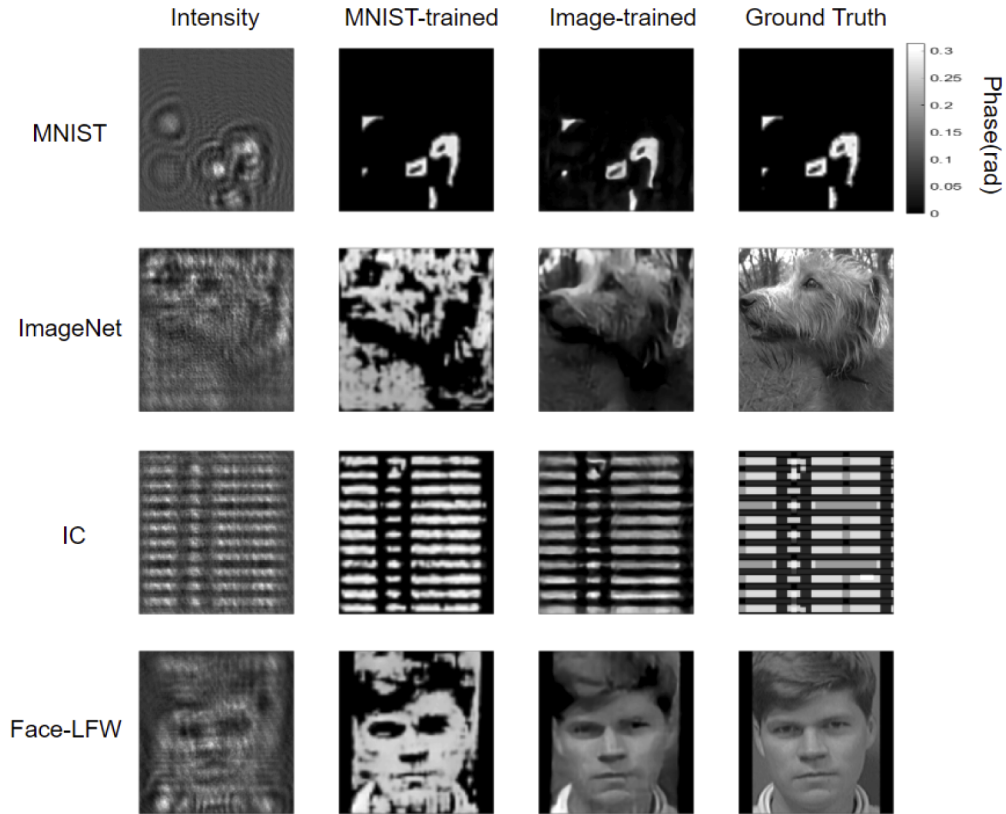 Intensity
MNIST-trained
Image-trained
Ground Truth
MNIST
0.3
0.25
0.2
0.15
0.1
0.05
0
Phase(rad)
ImageNet
IC
Face-LFW